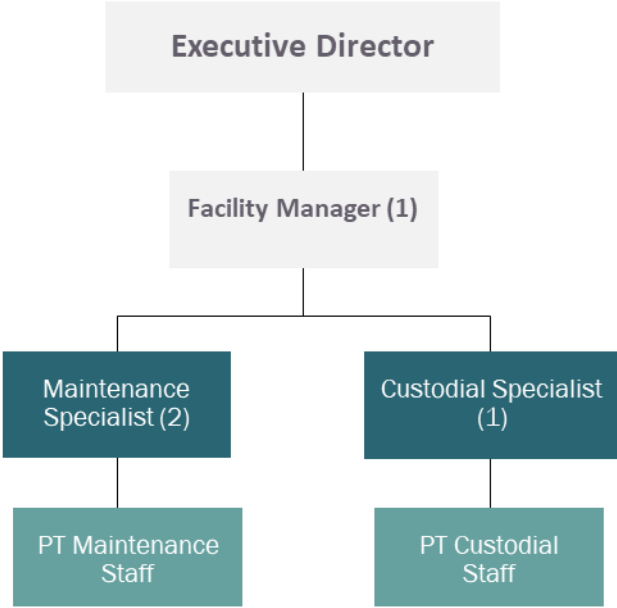 Executive Director
Facility Manager (1)
Maintenance
Specialist (2)
Custodial Specialist
(1)
PT Maintenance
Staff
PT Custodial
Staff